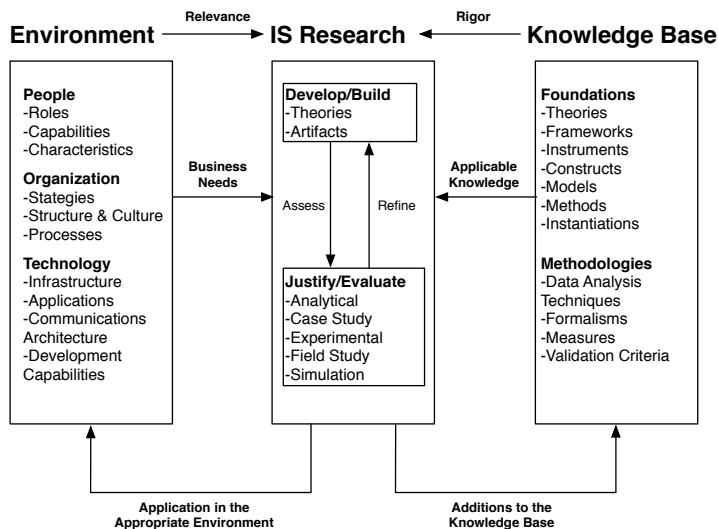 Environment
Relevance
IS Research
Rigor
Knowledge Base
People
-Roles
-Capabilities
-Characteristics
Organization
-Stategies
-Structure & Culture
-Processes
Technology
-Infrastructure
-Applications
-Communications
Architecture
-Development
Capabilities
Business
Needs
Develop/Build
-Theories
-Artifacts
Assess
Refine
Justify/Evaluate
-Analytical
-Case Study
-Experimental
-Field Study
-Simulation
Applicable
Knowledge
Foundations
-Theories
-Frameworks
-Instruments
-Constructs
-Models
-Methods
-Instantiations
Methodologies
-Data Analysis
Techniques
-Formalisms
-Measures
-Validation Criteria
Application in the
Appropriate Environment
Additions to the
Knowledge Base